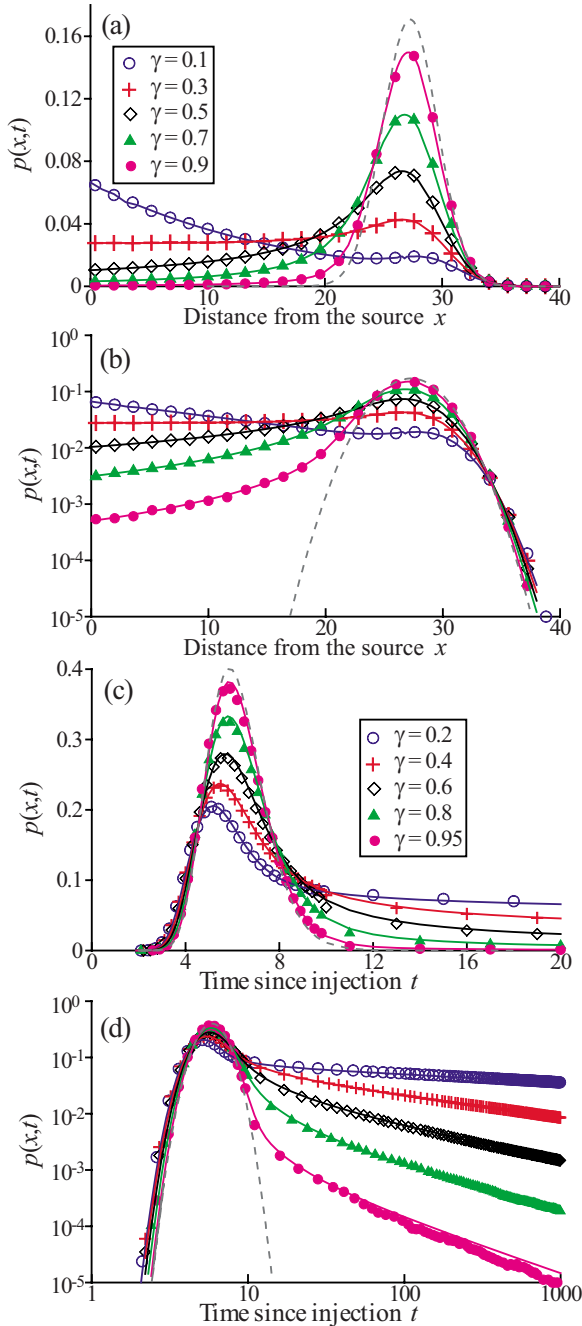 (a)
0.16
0.12
0.08
0.04
0
p(x,t)
γ = 0.1
γ = 0.3
γ = 0.5
γ = 0.7
γ = 0.9
0 10 20 30 40
Distance from the source x
(b)
10^0
10^-1
10^-2
10^-3
10^-4
10^-5
p(x,t)
0 10 20 30 40
Distance from the source x
(c)
0.4
0.3
0.2
0.1
0
p(x,t)
γ = 0.2
γ = 0.4
γ = 0.6
γ = 0.8
γ = 0.95
0 4 8 12 16 20
Time since injection t
(d)
10^0
10^-1
10^-2
10^-3
10^-4
10^-5
p(x,t)
1 10 100 1000
Time since injection t